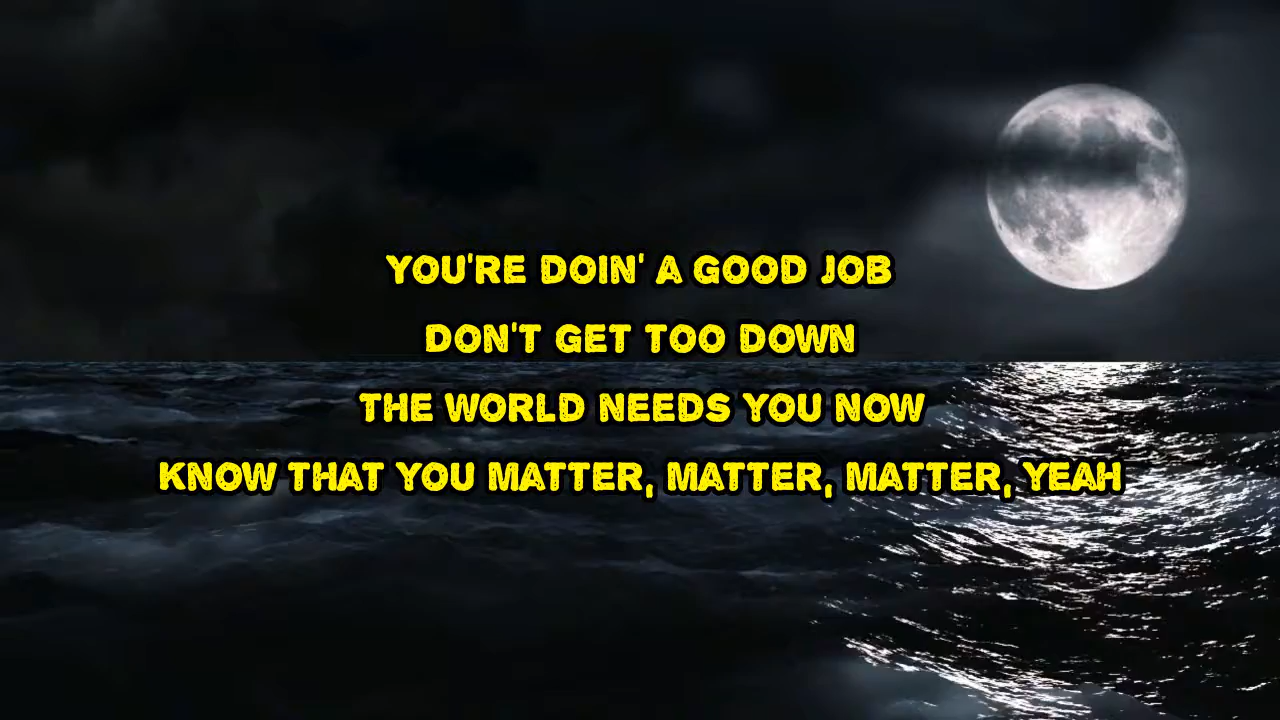 YOU'RE DOIN' A GOOD JOB
DON'T GET TOO DOWN
THE WORLD NEEDS YOU NOW
KNOW THAT YOU MATTER, MATTER, MATTER, YEAH